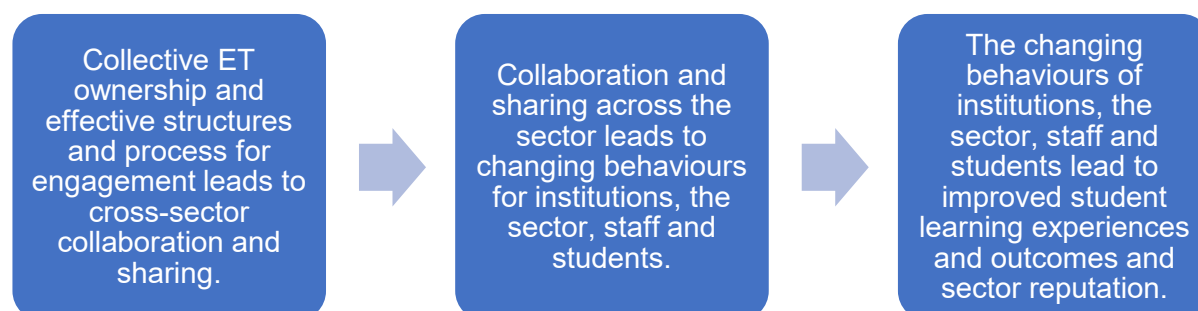 Collective ET
ownership and
effective structures
and process for
engagement leads to
cross-sector
collaboration and
sharing.
Collaboration and
sharing across the
sector leads to
changing behaviours
for institutions, the
sector, staff and
students.
The changing
behaviours of
institutions, the
sector, staff and
students lead to
improved student
learning experiences
and outcomes and
sector reputation.